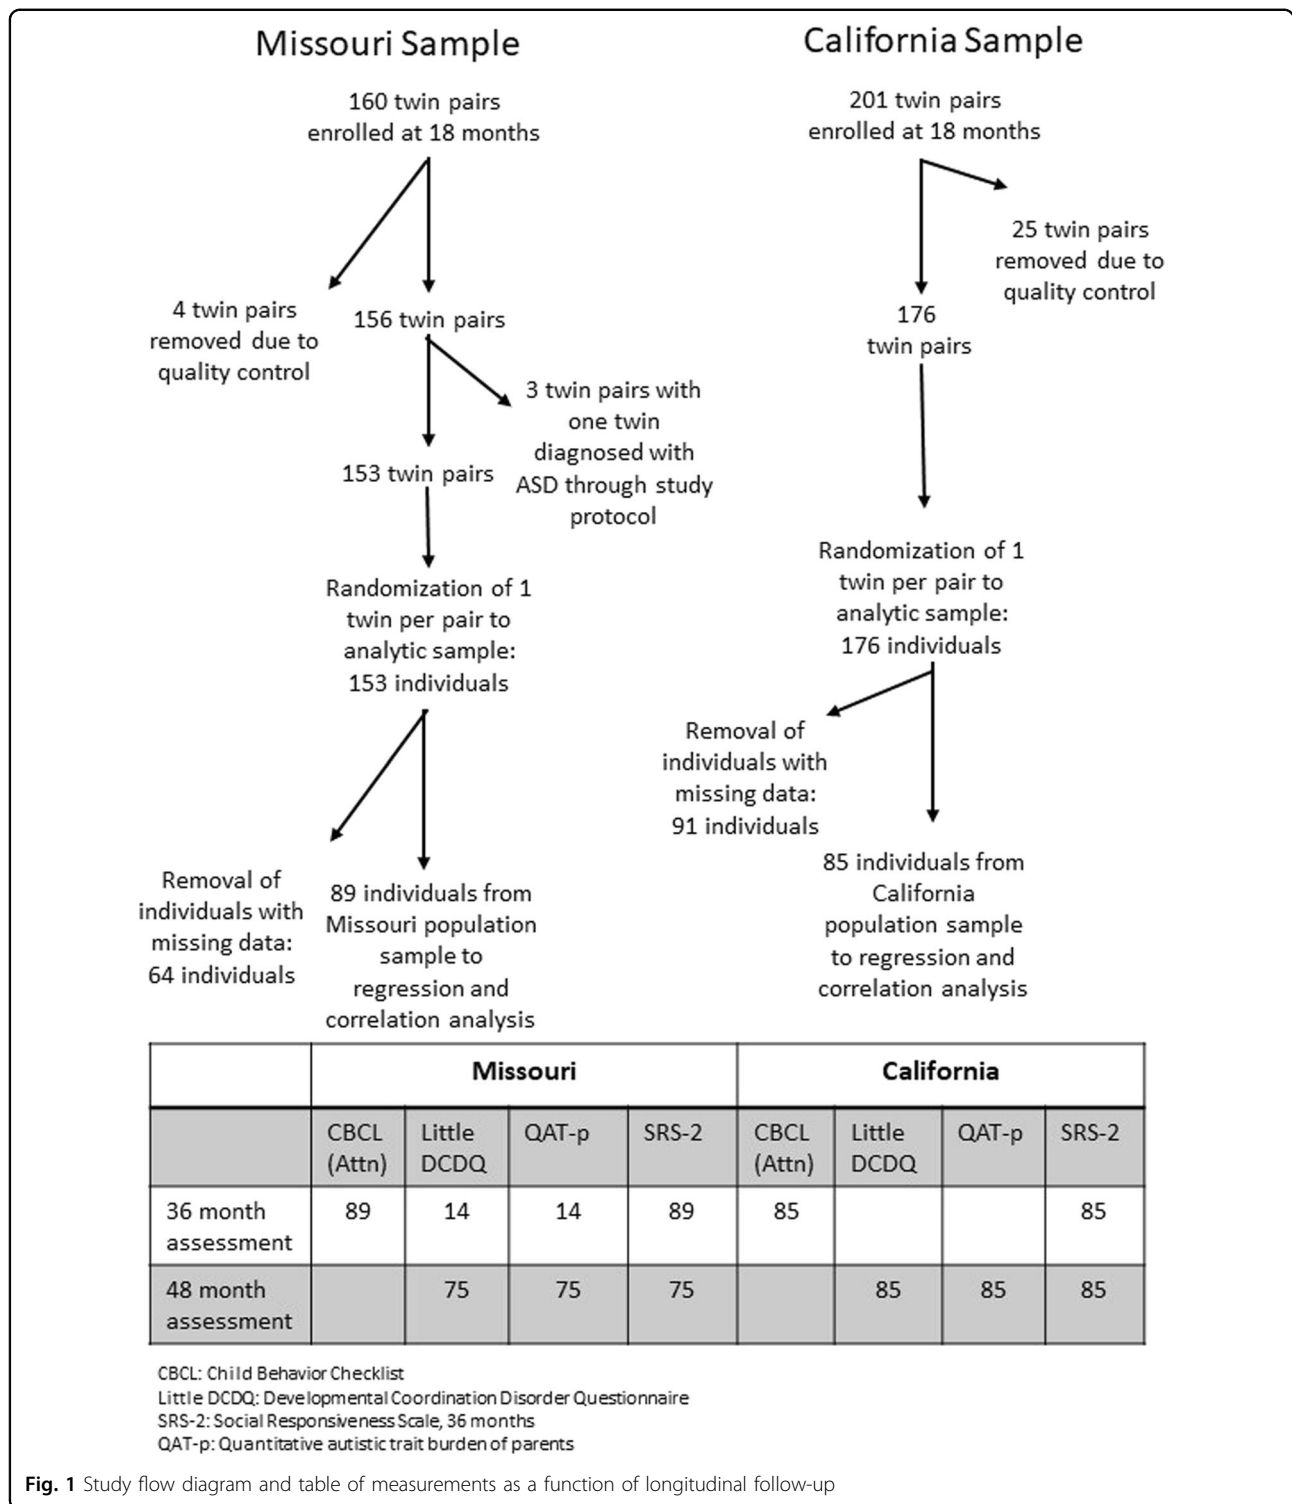 Missouri Sample
160 twin pairs
enrolled at 18 months
4 twin pairs
removed due to
quality control
156 twin pairs
3 twin pairs with
one twin
diagnosed with
ASD through study
protocol
153 twin pairs
Randomization of 1
twin per pair to
analytic sample:
153 individuals
Removal of
individuals with
missing data:
64 individuals
89 individuals from
Missouri population
sample to
regression and
correlation analysis
California Sample
201 twin pairs
enrolled at 18 months
25 twin pairs
removed due to
quality control
176
twin pairs
Randomization of 1
twin per pair to
analytic sample:
176 individuals
Removal of
individuals with
missing data:
91 individuals
85 individuals from
California
population sample
to regression and
correlation analysis
Missouri California
CBCL (Attn) Little DCDQ QAT-p SRS-2 CBCL (Attn) Little DCDQ QAT-p SRS-2
36 month assessment 89 14 14 89 85 85
48 month assessment 75 75 75 85 85 85
CBCL: Child Behavior Checklist
Little DCDQ: Developmental Coordination Disorder Questionnaire
SRS-2: Social Responsiveness Scale, 36 months
QAT-p: Quantitative autistic trait burden of parents
Fig. 1 Study flow diagram and table of measurements as a function of longitudinal follow-up